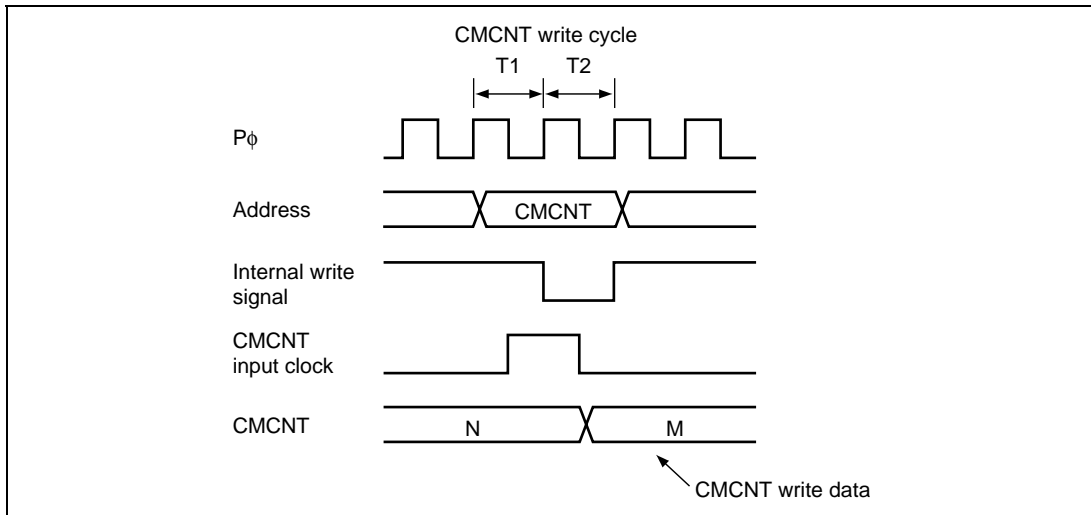 CMCNT write cycle
T1 T2
Pϕ
Address
CMCNT
Internal write
signal
CMCNT
input clock
CMCNT
N M
CMCNT write data